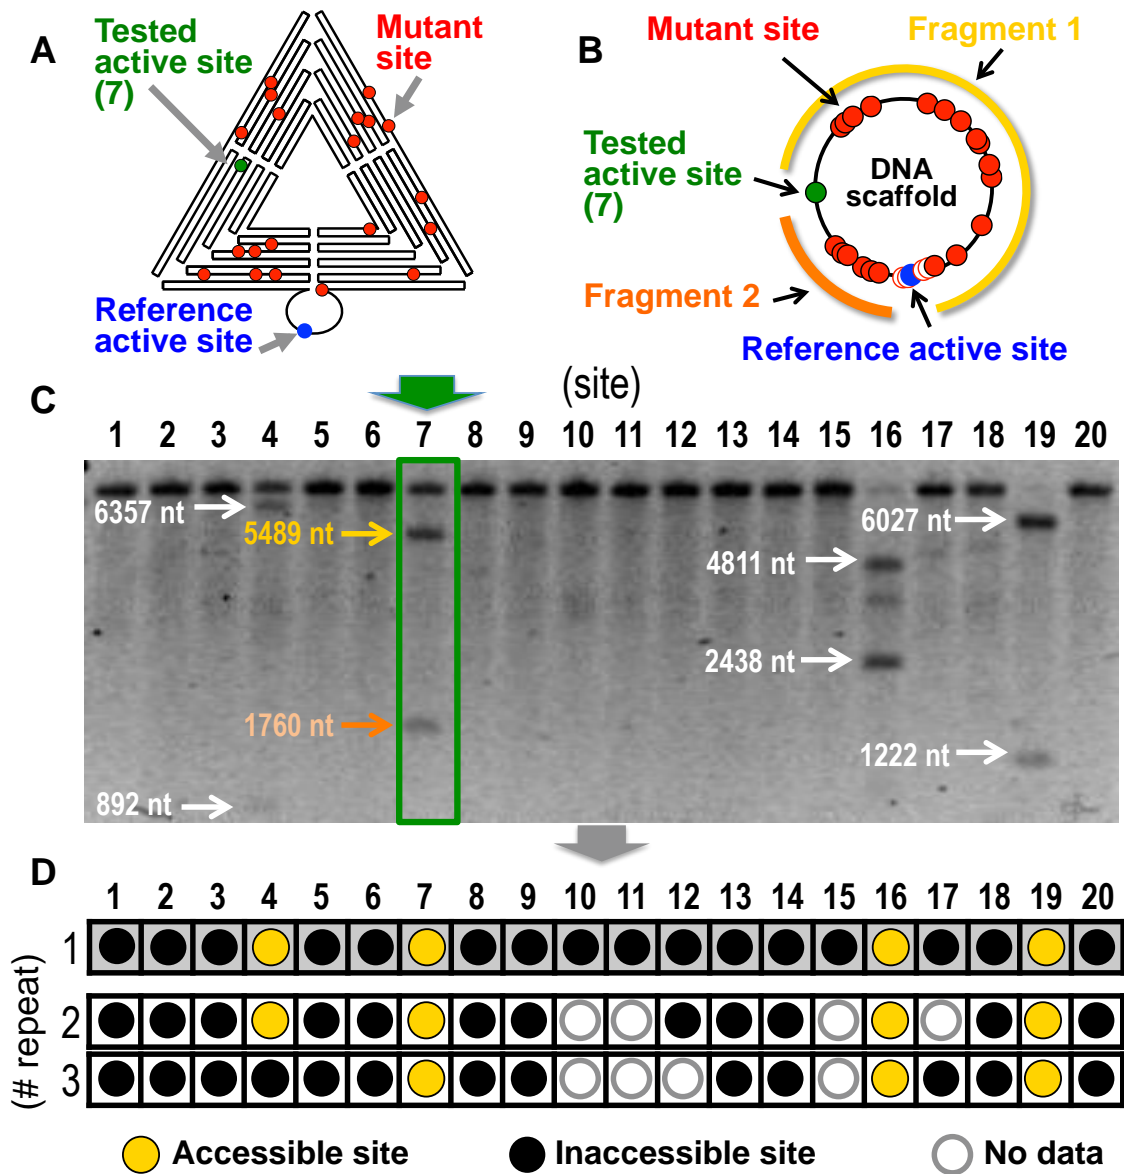 A
Tested
active site
(7)
Mutant
site
Reference
active site
B
Mutant site
Fragment 1
Tested
active site
(7)
DNA
scaffold
Fragment 2
Reference active site
C
(site)
1 2 3 4 5 6 7 8 9 10 11 12 13 14 15 16 17 18 19 20
6357 nt
5489 nt
1760 nt
892 nt
4811 nt
2438 nt
6027 nt
1222 nt
D
1 2 3 4 5 6 7 8 9 10 11 12 13 14 15 16 17 18 19 20
(# repeat)
1
2
3
Accessible site
Inaccessible site
No data